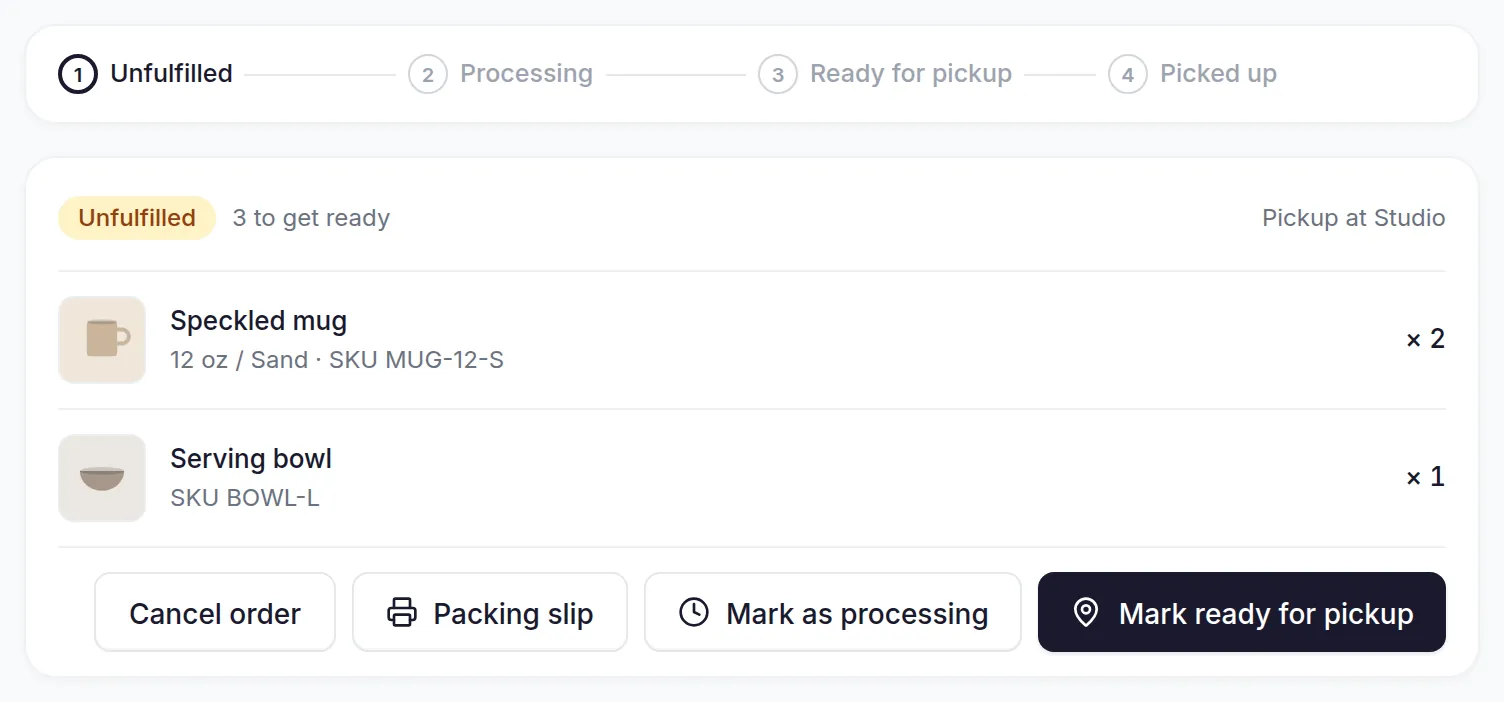 1 Unfulfilled 2 Processing 3 Ready for pickup 4 Picked up
Unfulfilled 3 to get ready Pickup at Studio
Speckled mug
12 oz / Sand · SKU MUG-12-S
× 2
Serving bowl
SKU BOWL-L
× 1
Cancel order Packing slip Mark as processing Mark ready for pickup